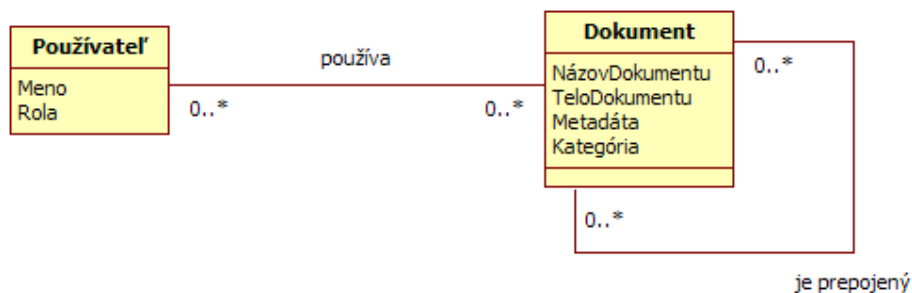 Používateľ
Meno
Rola
používa
0..*
0..*
Dokument
NázovDokumentu
TeloDokumentu
Metadáta
Kategória
0..*
0..*
je prepojený